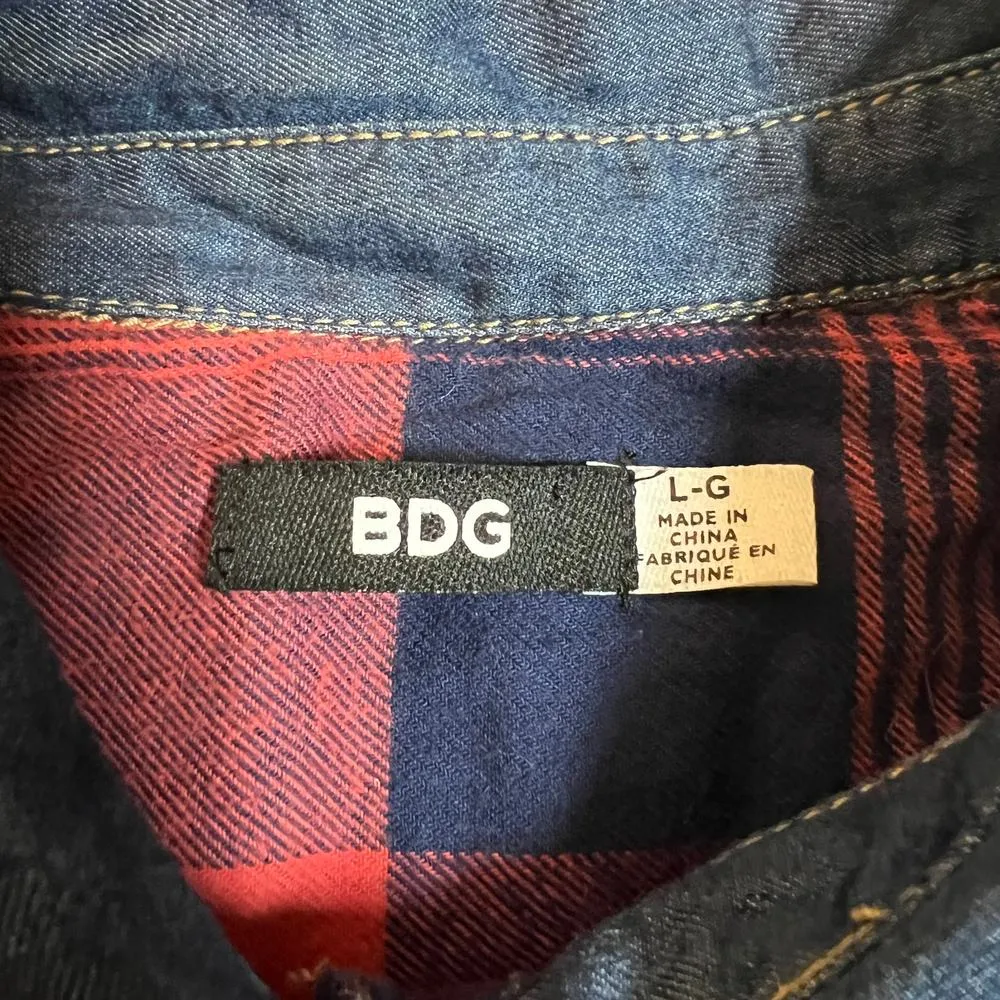 BDG
L-G
MADE IN
CHINA
FABRIQUÉ EN
CHINE